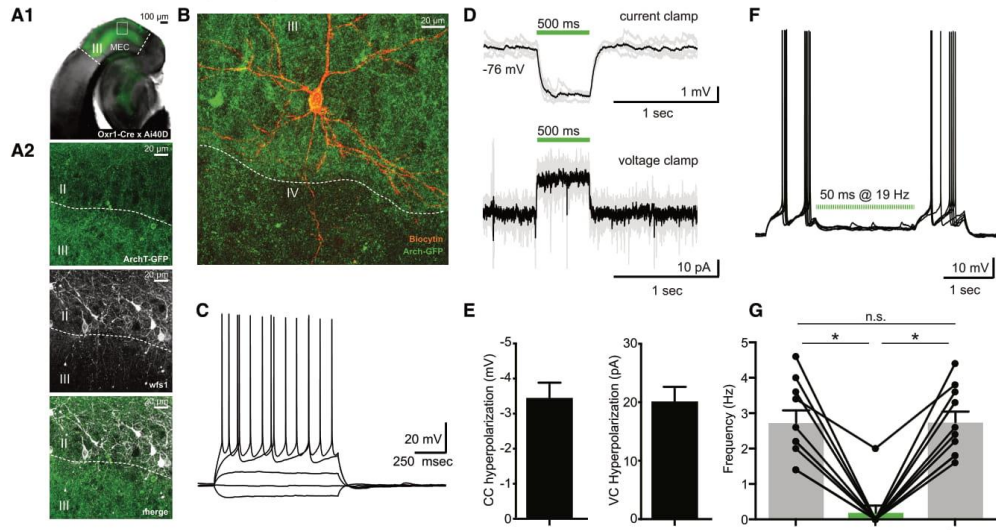 A1
100 µm
III
MEC
Oxr1-Cre x Ai40D
A2
20 µm
II
III
ArchT-GFP
20 µm
ii
III
wfs1
20 µm
ii
III
merge
B
III
20 µm
IV
Biocytin
Arch-GFP
C
20 mV
250 msec
D
500 ms
current clamp
-76 mV
1 mV
1 sec
500 ms
voltage clamp
10 pA
1 sec
E
CC hyperpolarization (mV)
-5
-4
-3
-2
-1
0
VC Hyperpolarization (pA)
30
20
10
0
F
50 ms @ 19 Hz
10 mV
1 sec
G
n.s.
* *
Frequency (Hz)
5
4
3
2
1
0